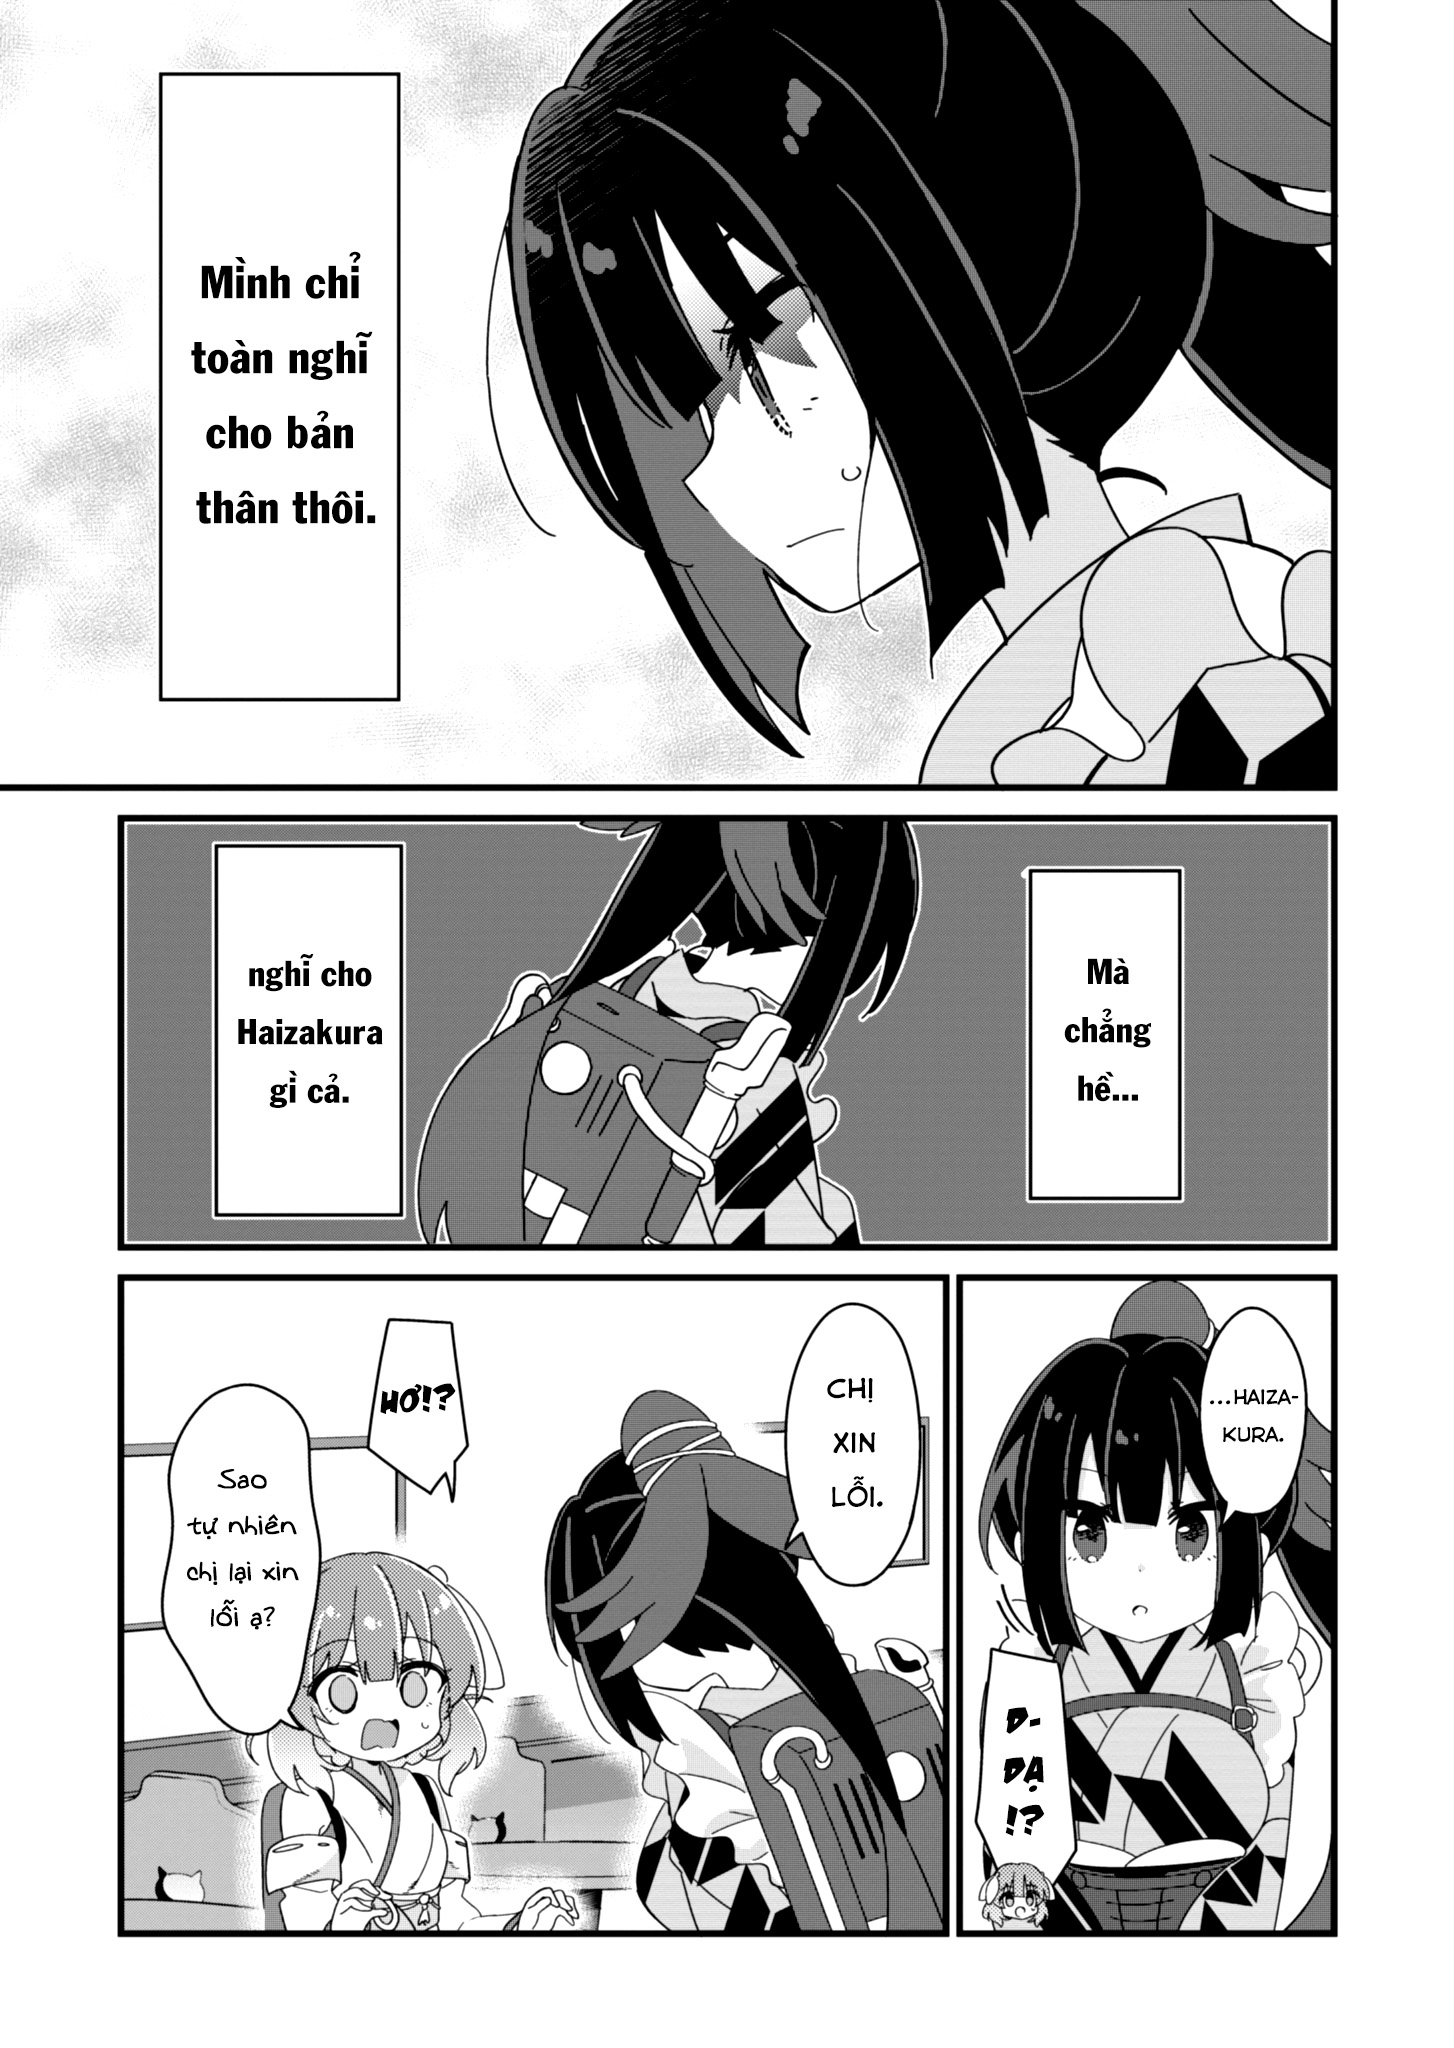 Mình chỉ
toàn nghĩ
cho bản
thân thôi.
Mà
chẳng
hề...
nghĩ cho
Haizakura
gì cả.
...HAIZA-
KURA.
D-
DẠ
!?
CHỊ
XIN
LỖI.
HƠ!?
Sao
tự nhiên
chị lại xin
lỗi ạ?